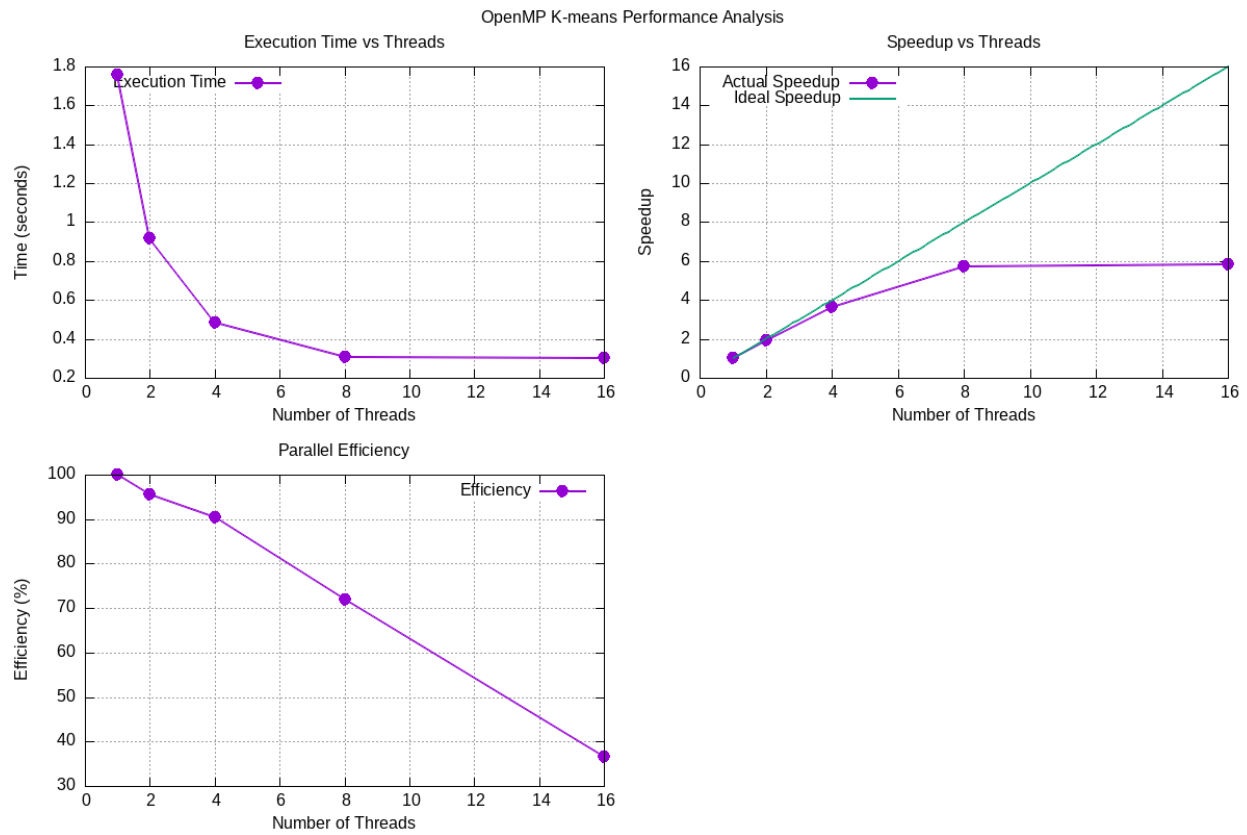 OpenMP K-means Performance Analysis
Execution Time vs Threads
Execution Time
1.8
1.6
1.4
1.2
1
0.8
0.6
0.4
0.2
Time (seconds)
0 2 4 6 8 10 12 14 16
Number of Threads
Speedup vs Threads
Actual Speedup
Ideal Speedup
16
14
12
10
8
6
4
2
0
Speedup
0 2 4 6 8 10 12 14 16
Number of Threads
Parallel Efficiency
Efficiency
100
90
80
70
60
50
40
30
Efficiency (%)
0 2 4 6 8 10 12 14 16
Number of Threads